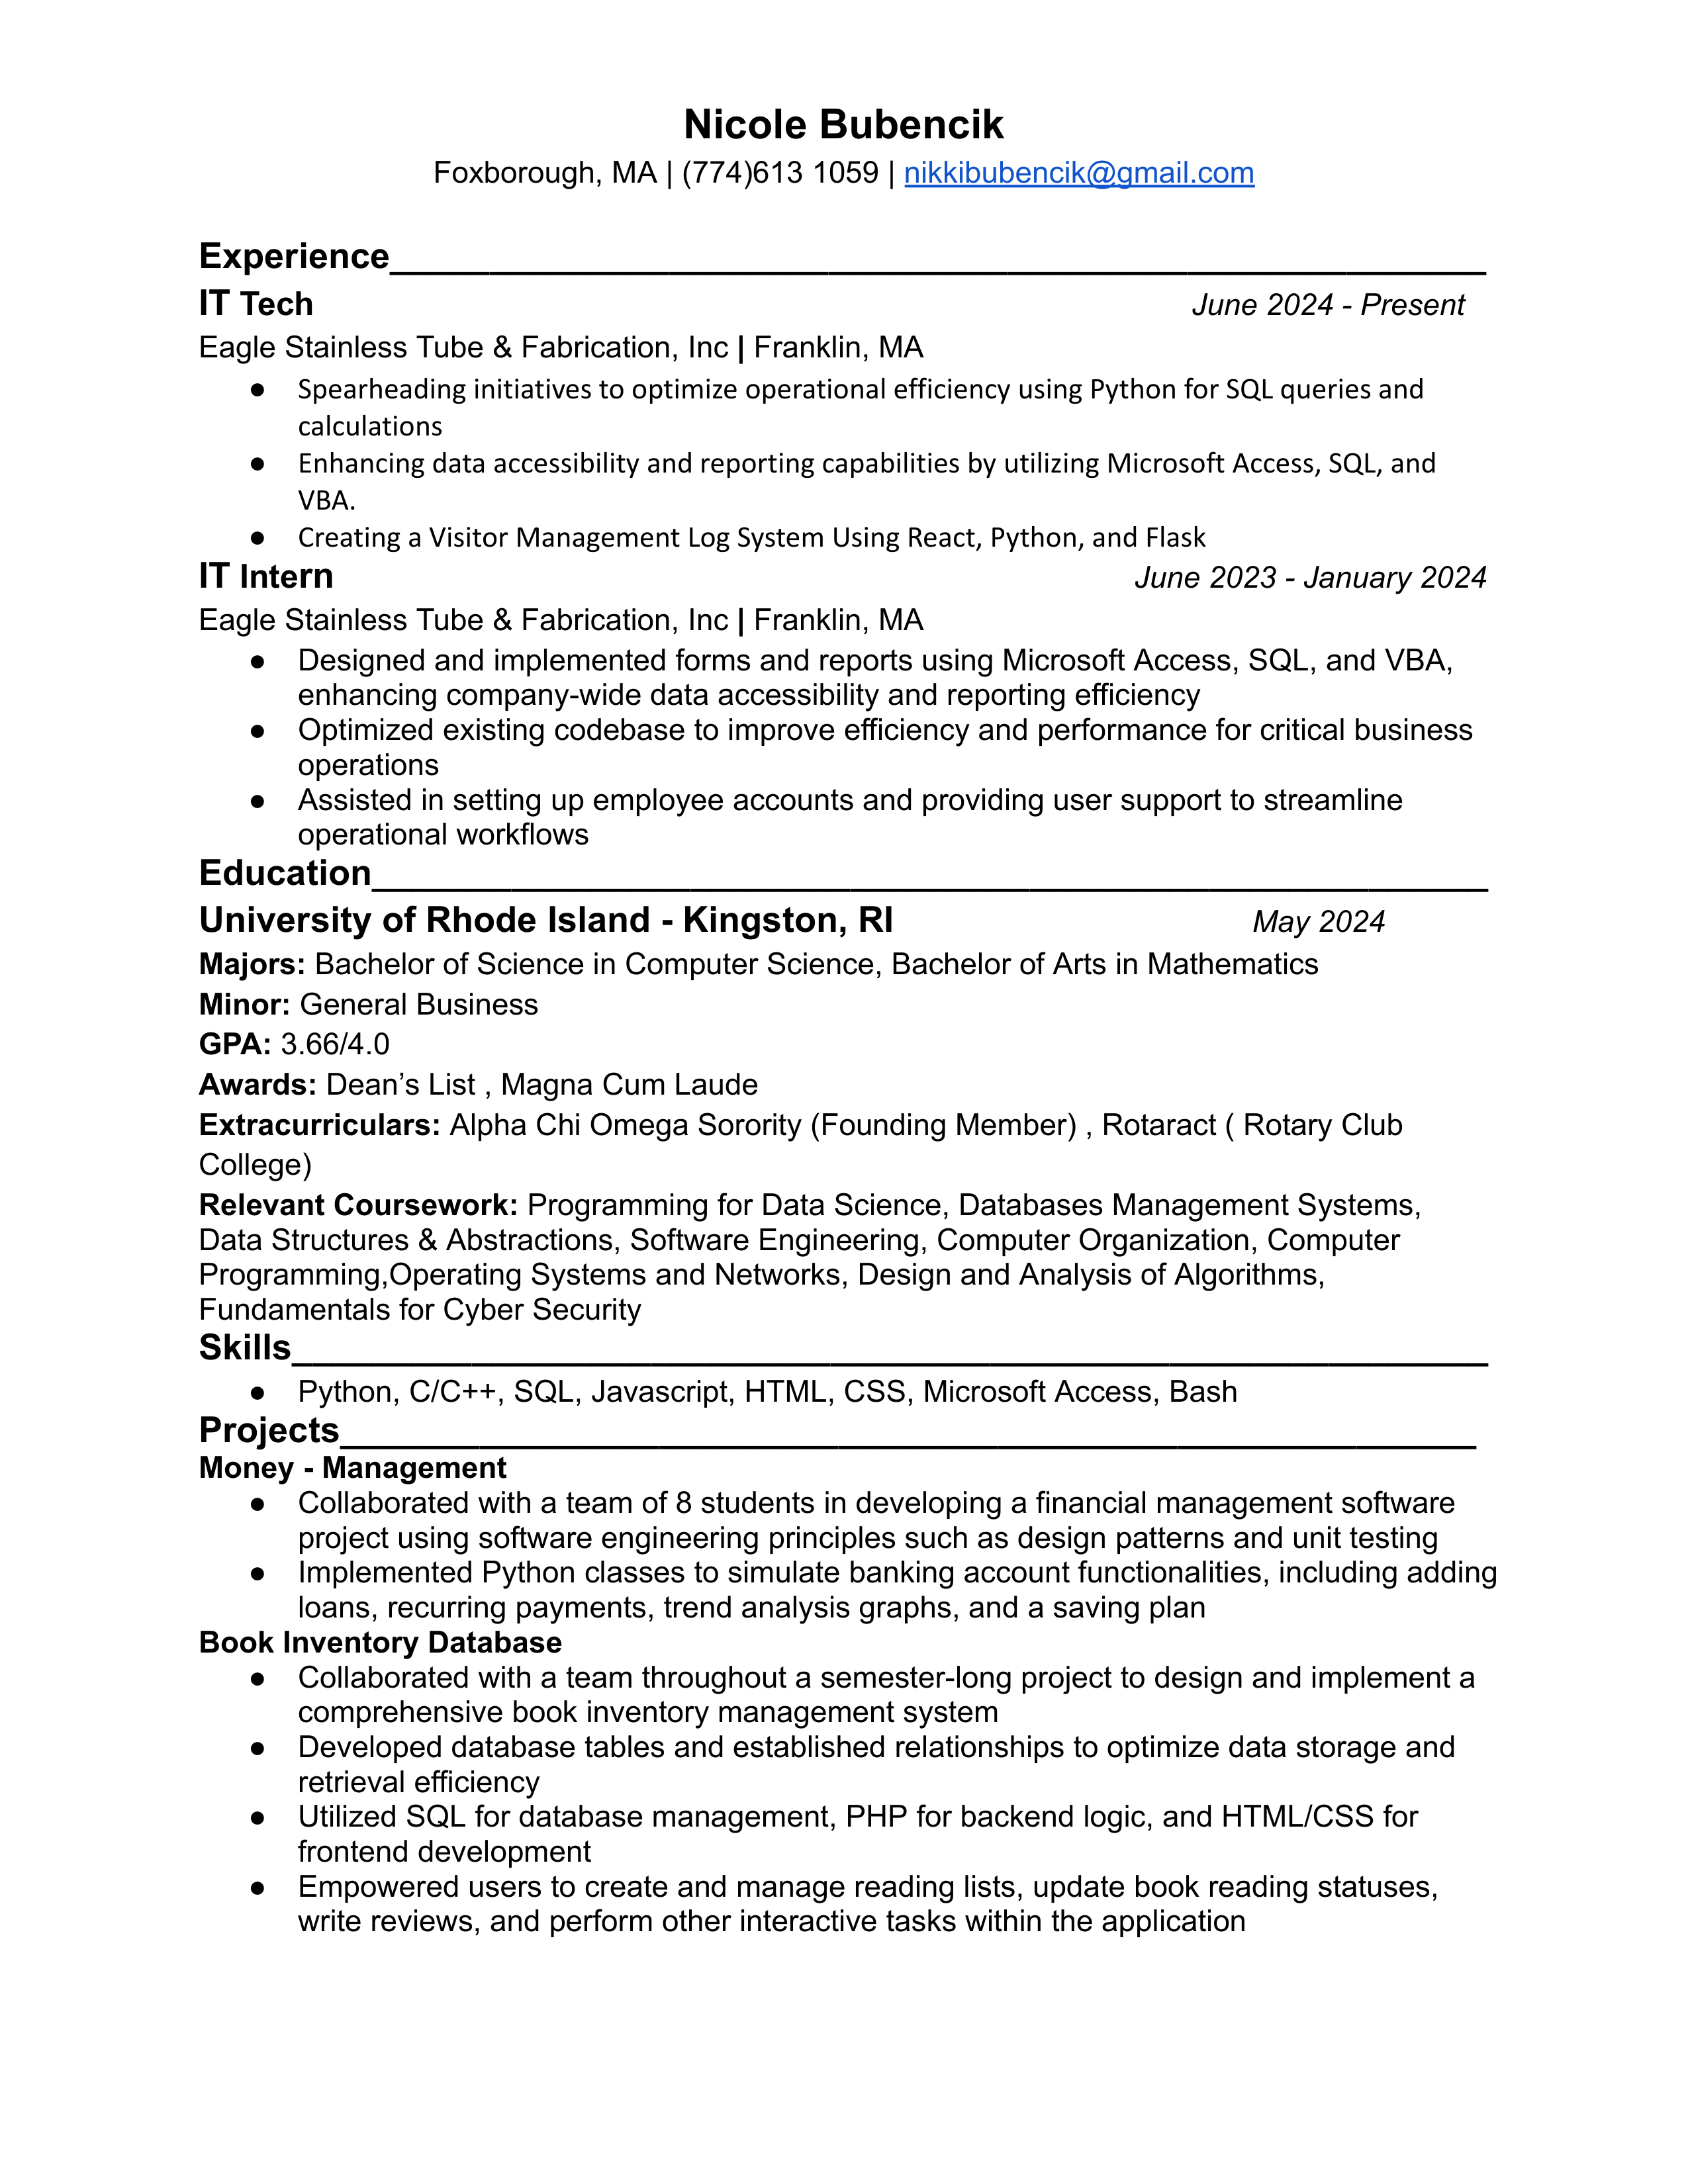 Nicole Bubencik
Foxborough, MA | (774)613 1059 | nikkibubencik@gmail.com
Experience
IT Tech June 2024 - Present
Eagle Stainless Tube & Fabrication, Inc | Franklin, MA
● Spearheading initiatives to optimize operational efficiency using Python for SQL queries and
calculations
● Enhancing data accessibility and reporting capabilities by utilizing Microsoft Access, SQL, and
VBA.
● Creating a Visitor Management Log System Using React, Python, and Flask
IT Intern June 2023 - January 2024
Eagle Stainless Tube & Fabrication, Inc | Franklin, MA
● Designed and implemented forms and reports using Microsoft Access, SQL, and VBA,
enhancing company-wide data accessibility and reporting efficiency
● Optimized existing codebase to improve efficiency and performance for critical business
operations
● Assisted in setting up employee accounts and providing user support to streamline
operational workflows
Education
University of Rhode Island - Kingston, RI May 2024
Majors: Bachelor of Science in Computer Science, Bachelor of Arts in Mathematics
Minor: General Business
GPA: 3.66/4.0
Awards: Dean’s List , Magna Cum Laude
Extracurriculars: Alpha Chi Omega Sorority (Founding Member) , Rotaract ( Rotary Club
College)
Relevant Coursework: Programming for Data Science, Databases Management Systems,
Data Structures & Abstractions, Software Engineering, Computer Organization, Computer
Programming,Operating Systems and Networks, Design and Analysis of Algorithms,
Fundamentals for Cyber Security
Skills
● Python, C/C++, SQL, Javascript, HTML, CSS, Microsoft Access, Bash
Projects
Money - Management
● Collaborated with a team of 8 students in developing a financial management software
project using software engineering principles such as design patterns and unit testing
● Implemented Python classes to simulate banking account functionalities, including adding
loans, recurring payments, trend analysis graphs, and a saving plan
Book Inventory Database
● Collaborated with a team throughout a semester-long project to design and implement a
comprehensive book inventory management system
● Developed database tables and established relationships to optimize data storage and
retrieval efficiency
● Utilized SQL for database management, PHP for backend logic, and HTML/CSS for
frontend development
● Empowered users to create and manage reading lists, update book reading statuses,
write reviews, and perform other interactive tasks within the application